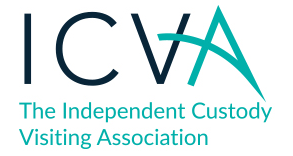 ICVA
The Independent Custody
Visiting Association